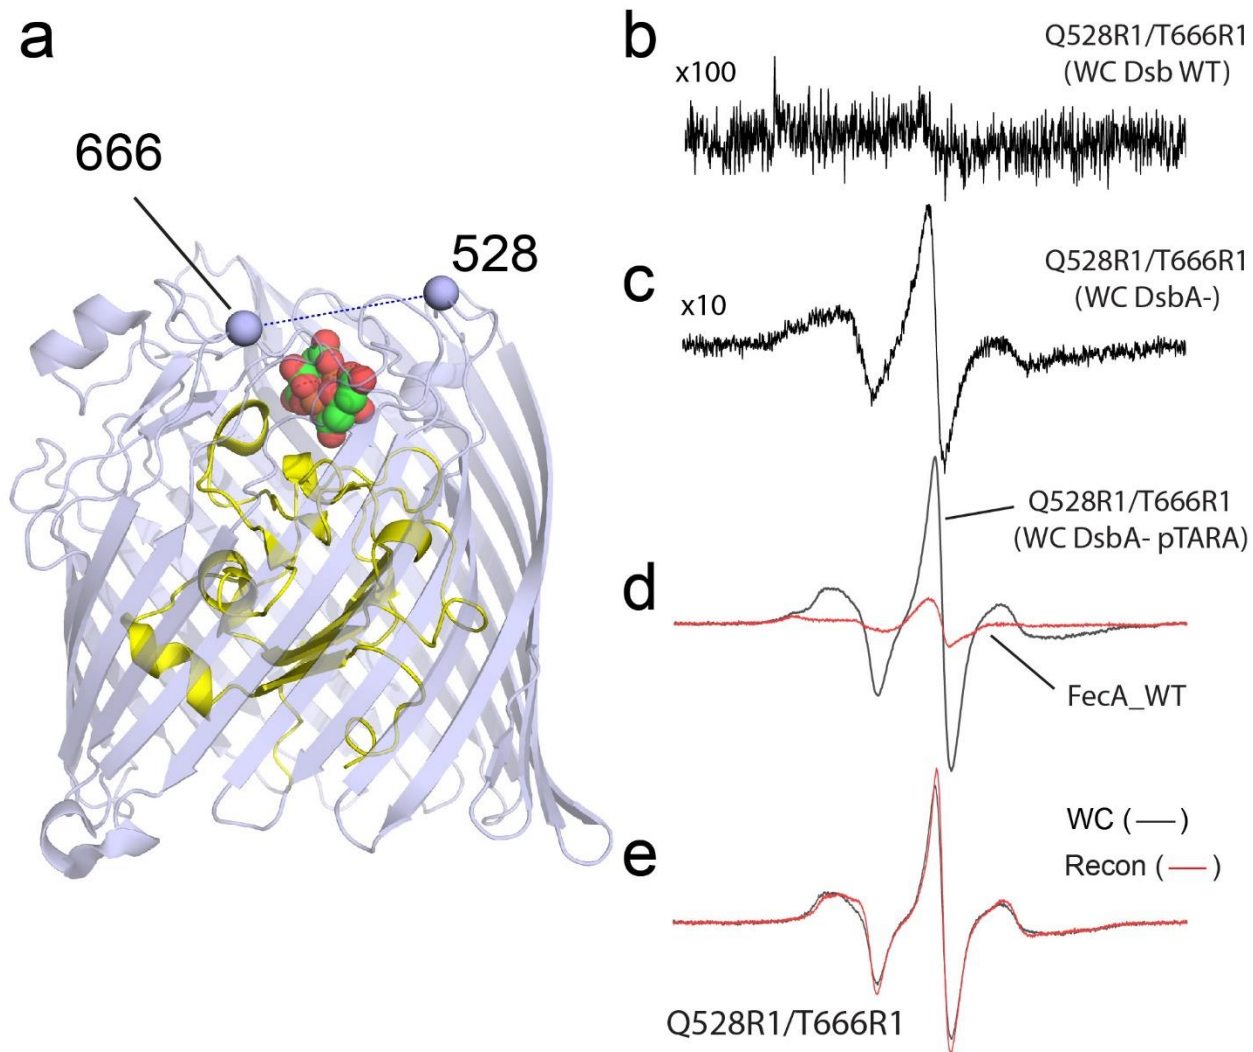 a
666
528
b
x100
Q528R1/T666R1
(WC Dsb WT)
c
x10
Q528R1/T666R1
(WC DsbA-)
d
Q528R1/T666R1
(WC DsbA- pTARA)
FecA_WT
e
WC ( — )
Recon ( — )
Q528R1/T666R1